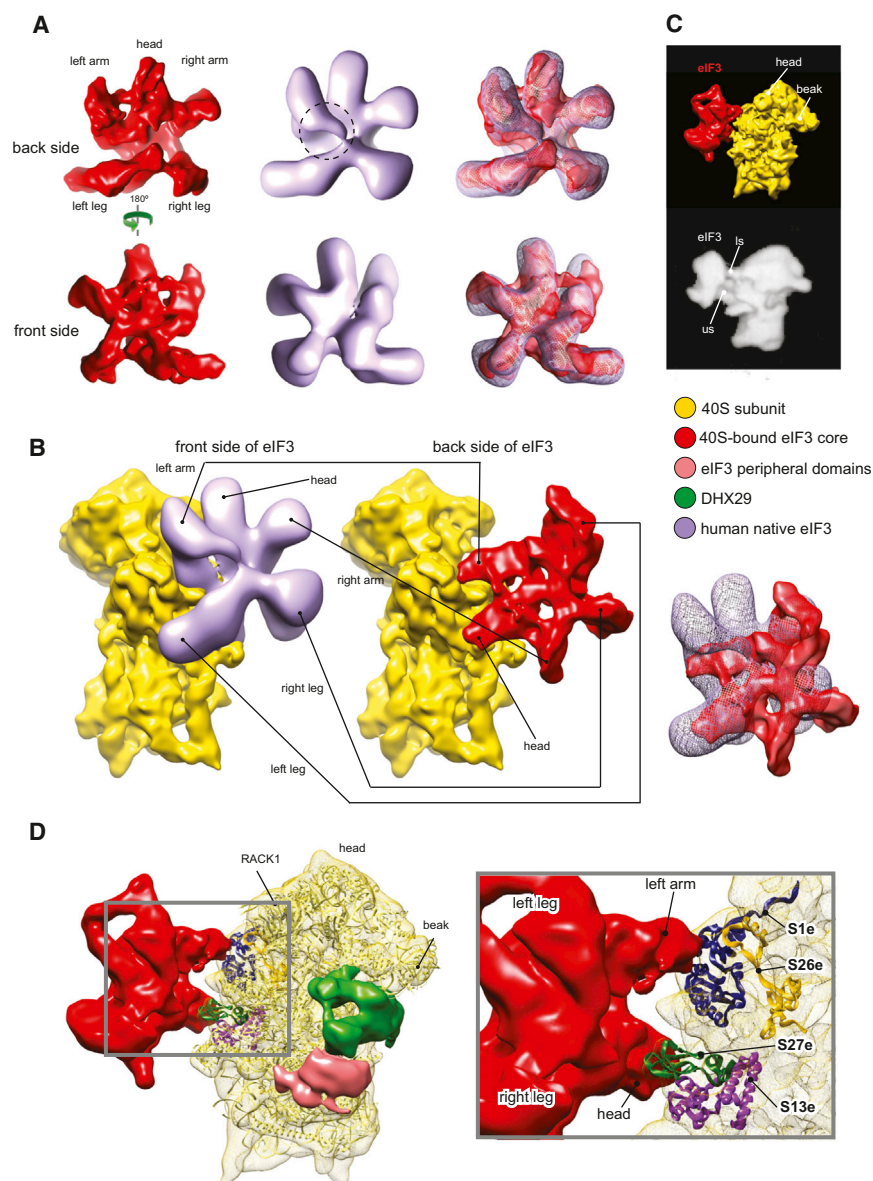 A
head
left arm
right arm
back side
left leg
180º
right leg
front side
C
eIF3
head
beak
eIF3
ls
us
40S subunit
40S-bound eIF3 core
eIF3 peripheral domains
DHX29
human native eIF3
B
front side of eIF3
back side of eIF3
left arm
head
right arm
right leg
head
left leg
D
head
RACK1
beak
left arm
left leg
S1e
S26e
S27e
right leg
head
S13e